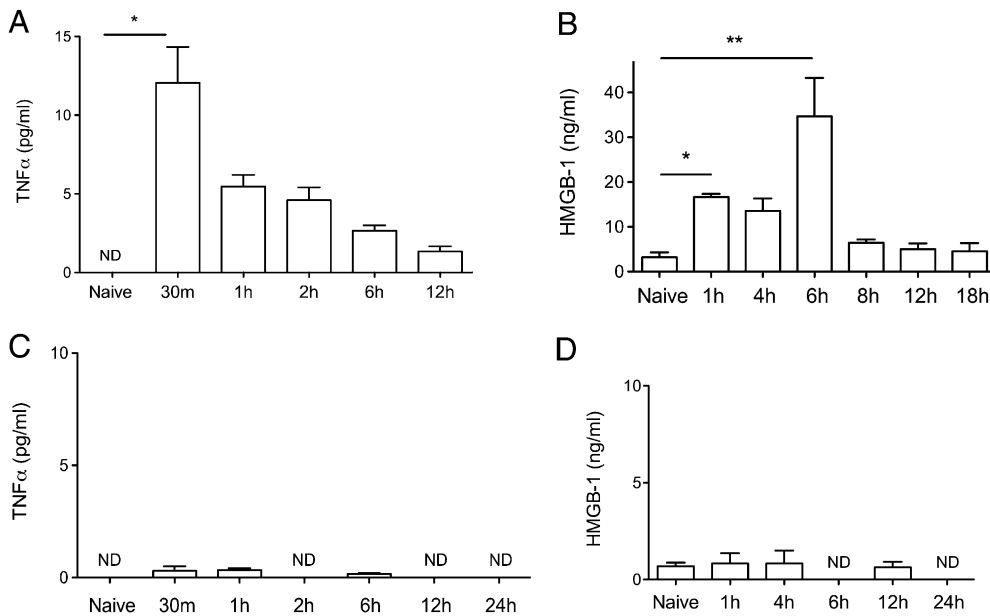 A
*
15
10
5
0
TNFα (pg/ml)
ND
Naive 30m 1h 2h 6h 12h
B
**
*
40
30
20
10
0
HMGB-1 (ng/ml)
Naive 1h 4h 6h 8h 12h 18h
C
10
5
0
TNFα (pg/ml)
ND ND ND ND
Naive 30m 1h 2h 6h 12h 24h
D
10
5
0
HMGB-1 (ng/ml)
ND ND
Naive 1h 4h 6h 12h 24h